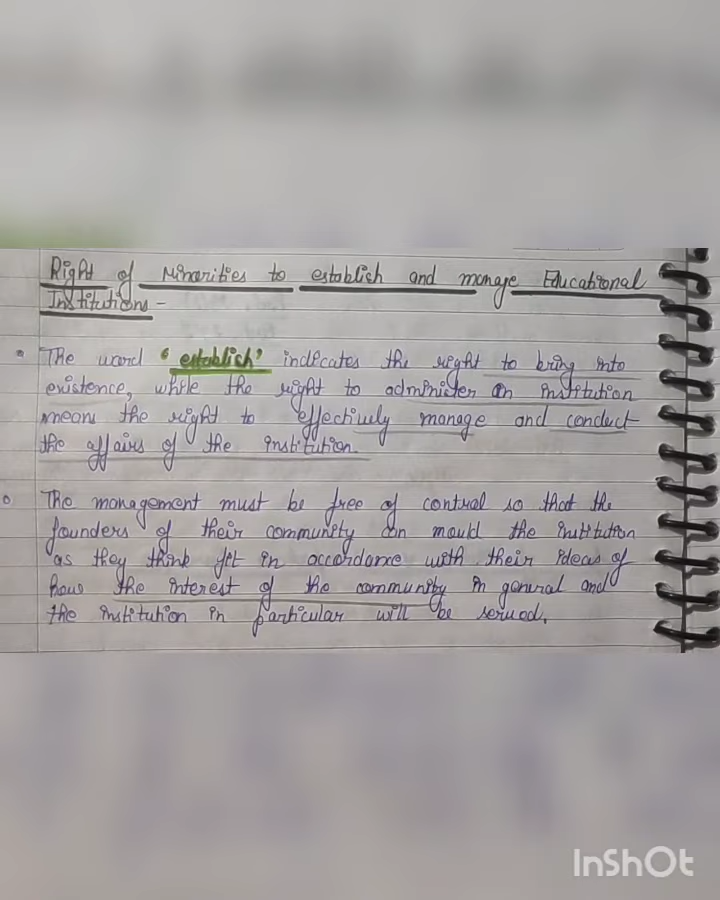 Right of Minorities to establish and manage Educational
Institutions -
The word 'establish' indicates the right to bring into
existence, while the right to administer an institution
means the right to effectively manage and conduct
the affairs of the institution.
The management must be free of control so that the
founders of their community can mould the institution
as they think fit in accordance with their ideas of
how the interest of the community in general and
the institution in particular will be served.
InShOt